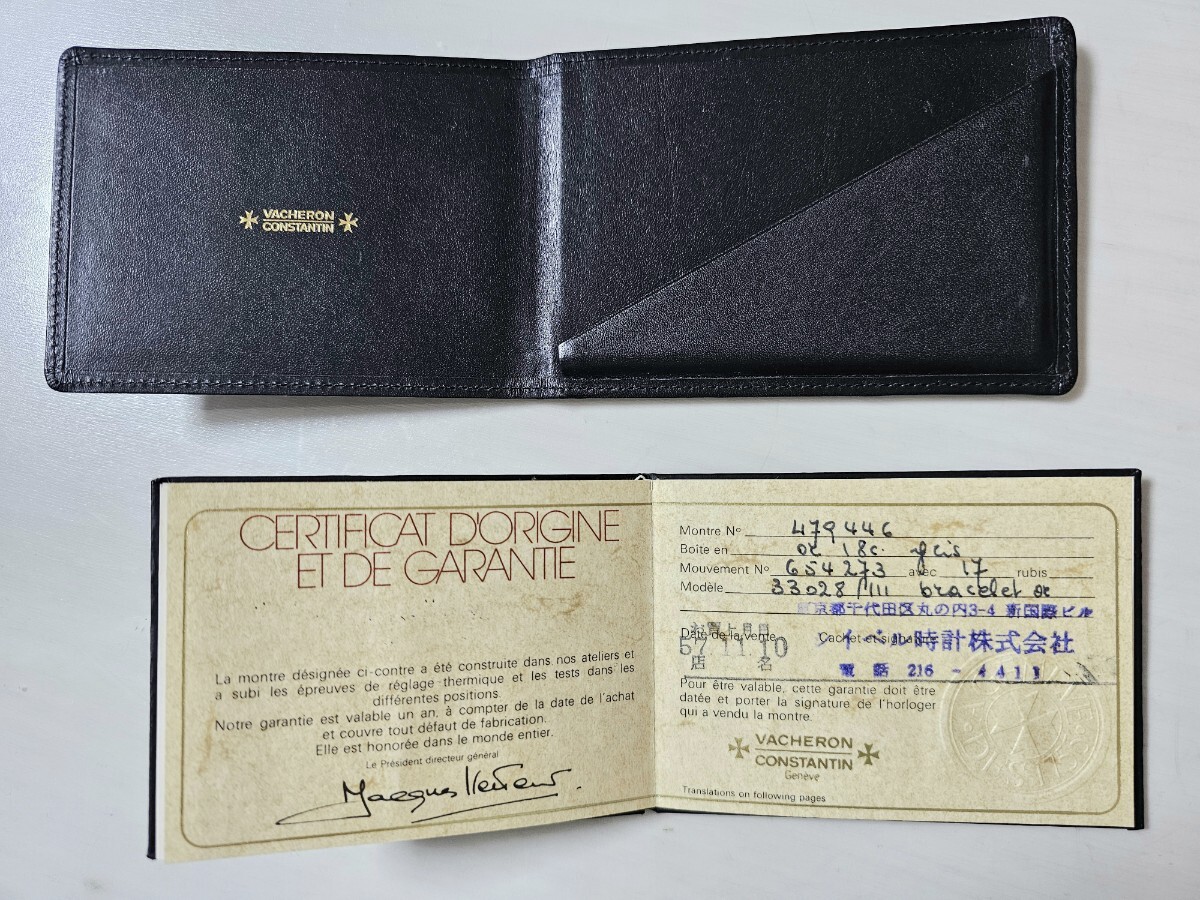 VACHERON
CONSTANTIN
CERTIFICAT D'ORIGINE
ET DE GARANTIE
La montre désignée ci-contre a été construite dans nos ateliers et
a subi les épreuves de réglage thermique et les tests dans les
différentes positions.
Notre garantie est valable un an, à compter de la date de l'achat
et couvre tout défaut de fabrication.
Elle est honorée dans le monde entier.
Le Président directeur général
Montre Nº 479446
Boîte en or 18c. gris
Mouvement Nº 654273 avec 17 rubis
Modèle 33028/111 bracelet or
東京都千代田区丸の内3-4 新国際ビル
お買上月日
Date de la vente Cachet et signature
57 11.10 時計株式会社
店 名 電話 216-4411
Pour être valable, cette garantie doit être
datée et porter la signature de l'horloger
qui a vendu la montre.
VACHERON
CONSTANTIN
Genève
Translations on following pages